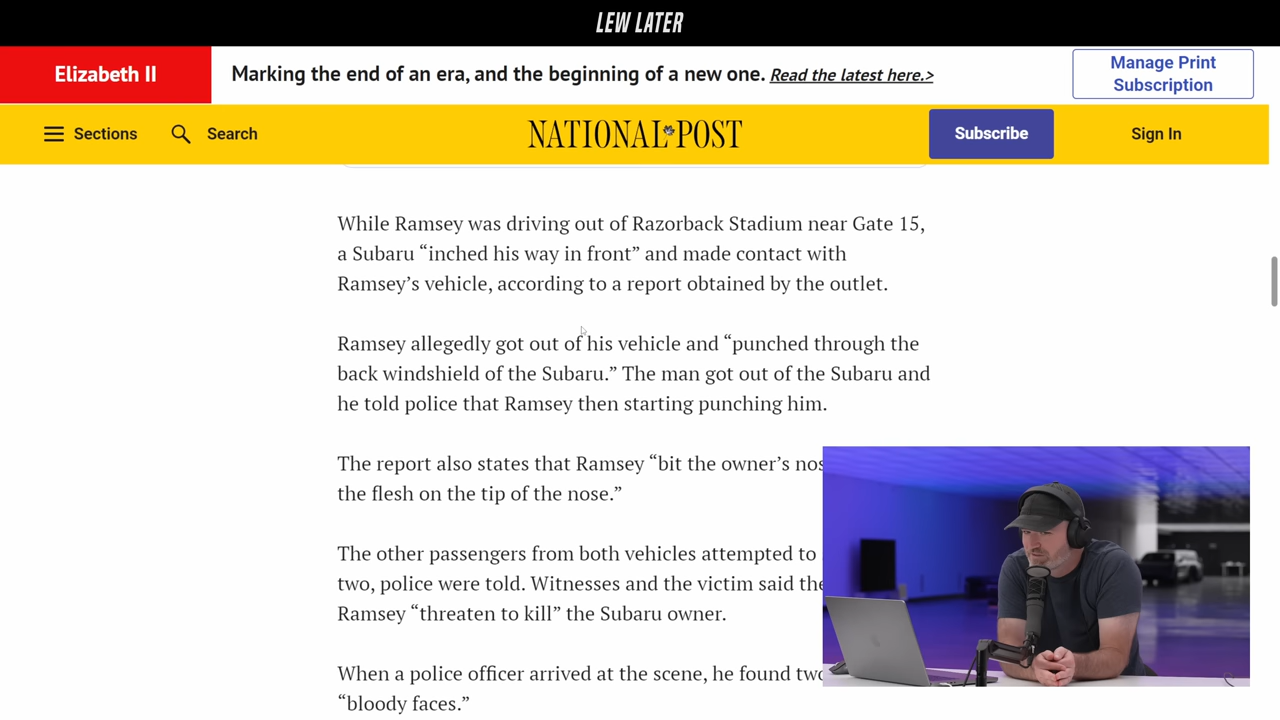 LEW LATER
Elizabeth II
Marking the end of an era, and the beginning of a new one. Read the latest here.>
Manage Print
Subscription
Sections
Search
NATIONAL POST
Subscribe
Sign In
While Ramsey was driving out of Razorback Stadium near Gate 15,
a Subaru “inched his way in front” and made contact with
Ramsey’s vehicle, according to a report obtained by the outlet.
Ramsey allegedly got out of his vehicle and “punched through the
back windshield of the Subaru.” The man got out of the Subaru and
he told police that Ramsey then starting punching him.
The report also states that Ramsey “bit the owner’s
the flesh on the tip of the nose.”
The other passengers from both vehicles attempted to
two, police were told. Witnesses and the victim said
Ramsey “threaten to kill” the Subaru owner.
When a police officer arrived at the scene, he found
“bloody faces.”